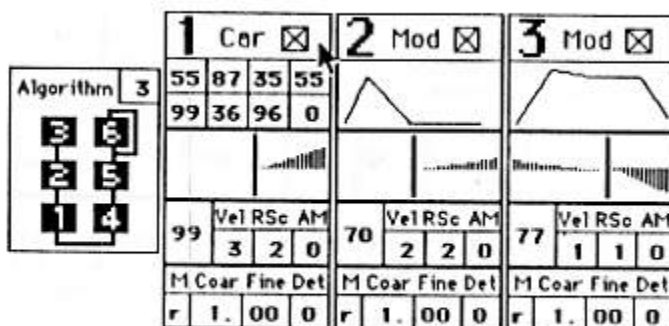 Algorithm 3
3 6
2 5
1 4
1 Car
55 87 35 55
99 36 96 0
99 Vel RSc AM
3 2 0
M Coar Fine Det
r 1. 00 0
2 Mod
70 Vel RSc AM
2 2 0
M Coar Fine Det
r 1. 00 0
3 Mod
77 Vel RSc AM
1 1 0
M Coar Fine Det
r 1. 00 0